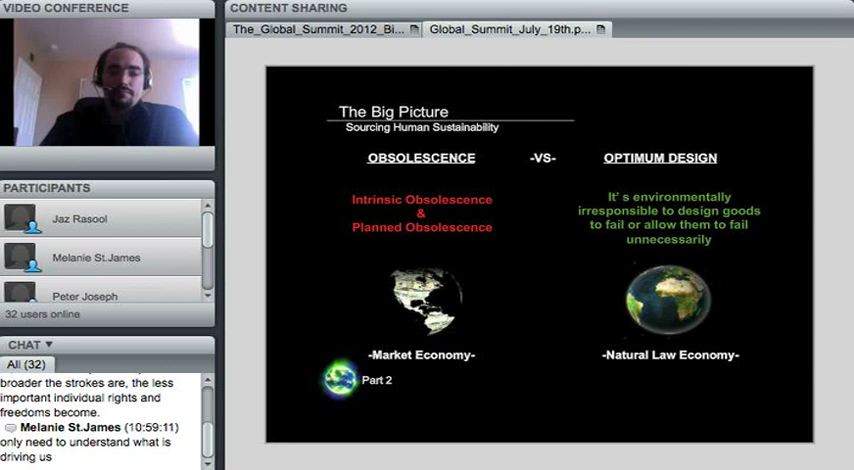 VIDEO CONFERENCE
CONTENT SHARING
The_Global_Summit_2012_Bi...
Global_Summit_July_19th.p...
The Big Picture
Sourcing Human Sustainability
OBSOLESCENCE
-VS-
OPTIMUM DESIGN
Intrinsic Obsolescence
&
Planned Obsolescence
It' s environmentally
irresponsible to design goods
to fail or allow them to fail
unnecessarily
-Market Economy-
-Natural Law Economy-
Part 2
PARTICIPANTS
Jaz Rasool
Melanie St.James
Peter Joseph
32 users online
CHAT
All (32)
broader the strokes are, the less
important individual rights and
freedoms become.
Melanie St.James (10:59:11)
only need to understand what is
driving us